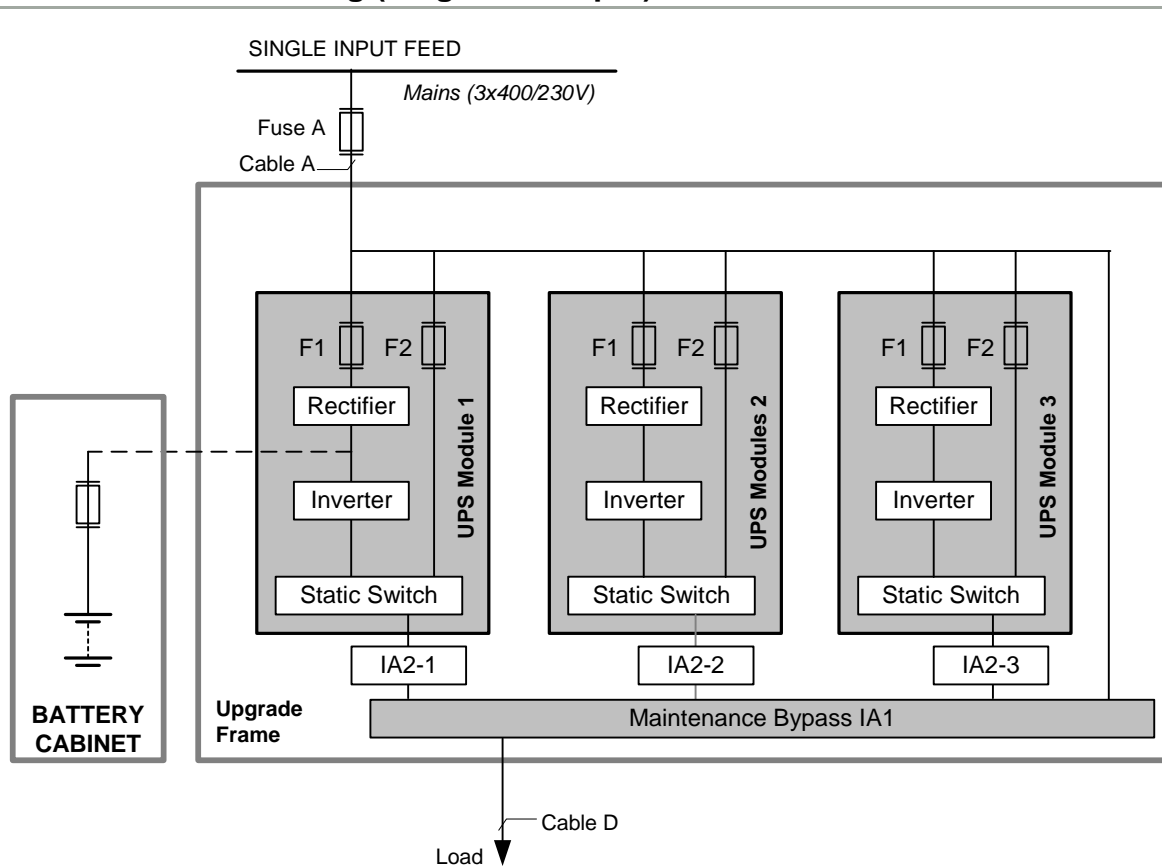 SINGLE INPUT FEED
Mains (3x400/230V)
Fuse A
Cable A
F1 F2
F1 F2
F1 F2
Rectifier
Rectifier
Rectifier
UPS Module 1
UPS Modules 2
UPS Module 3
Inverter
Inverter
Inverter
Static Switch
Static Switch
Static Switch
IA2-1
IA2-2
IA2-3
BATTERY
CABINET
Upgrade
Frame
Maintenance Bypass IA1
Cable D
Load